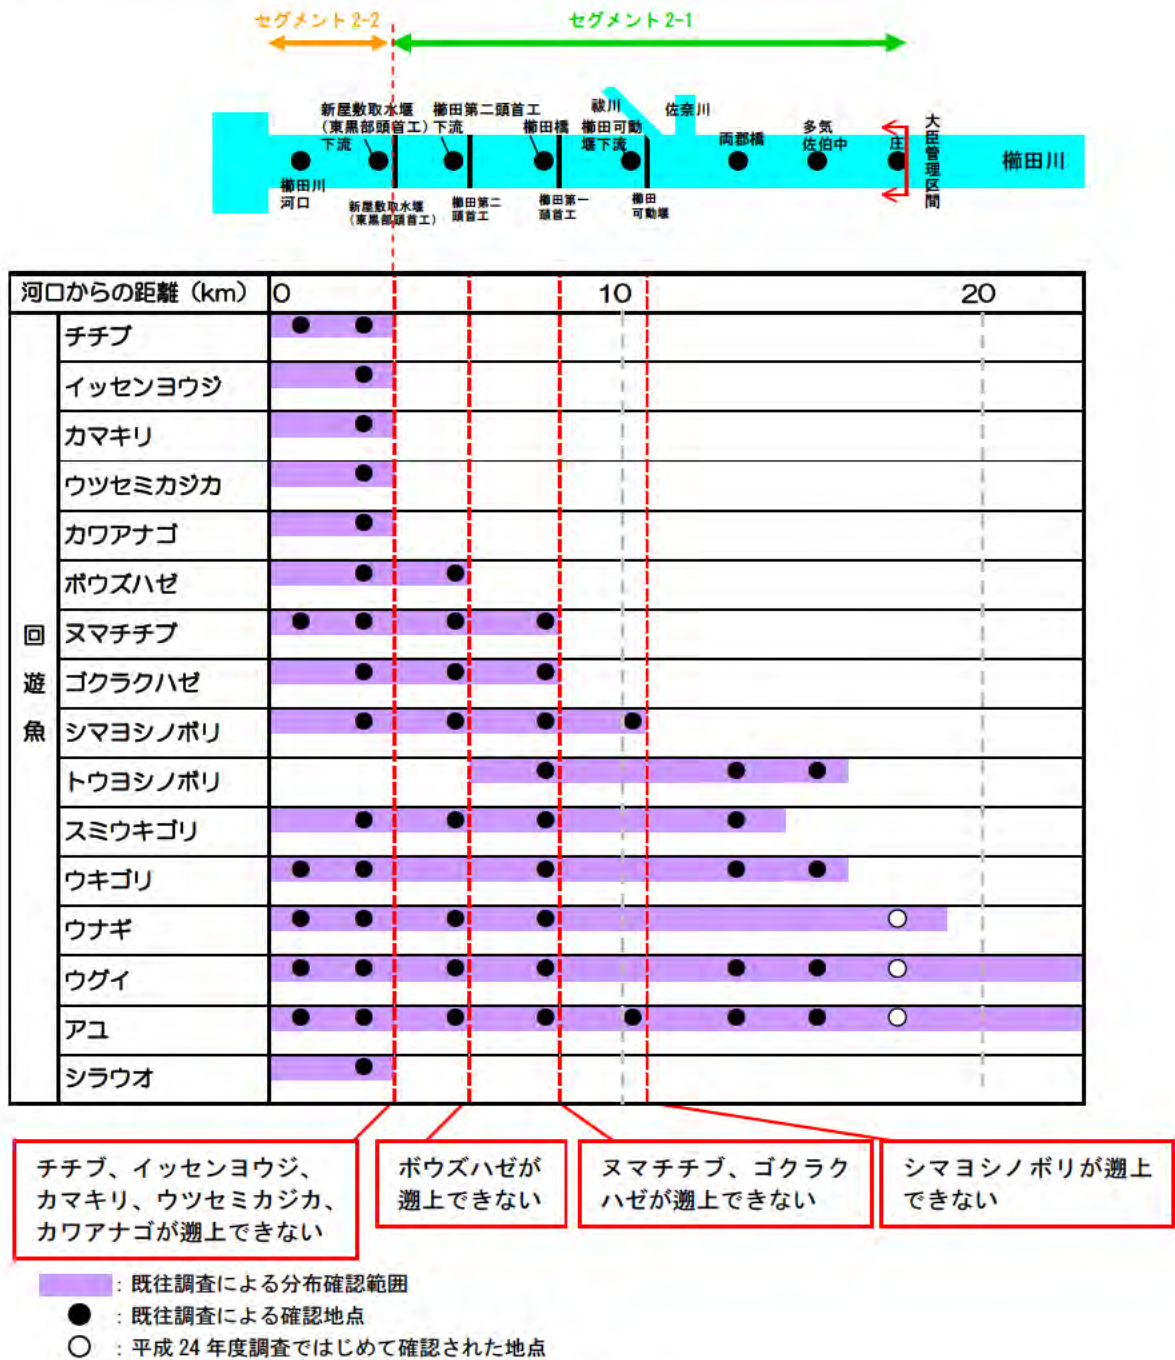 セグメント2-2
セグメント2-1
新屋敷取水堰
(東黒部頭首工)
下流
櫛田第二頭首工
下流
櫛田橋
祓川
櫛田可動
堰下流
佐奈川
両郡橋
多気
佐伯中
庄
大臣管理区間
櫛田川
櫛田川
河口
新屋敷取水堰
(東黒部頭首工)
櫛田第二
頭首工
櫛田第一
頭首工
櫛田
可動堰
河口からの距離(km) 0 10 20
回遊魚
チチブ
イッセンヨウジ
カマキリ
ウツセミカジカ
カワアナゴ
ボウズハゼ
ヌマチチブ
ゴクラクハゼ
シマヨシノボリ
トウヨシノボリ
スミウキゴリ
ウキゴリ
ウナギ
ウグイ
アユ
シラウオ
チチブ、イッセンヨウジ、
カマキリ、ウツセミカジカ、
カワアナゴが遡上できない
ボウズハゼが
遡上できない
ヌマチチブ、ゴクラク
ハゼが遡上できない
シマヨシノボリが遡上
できない
:既往調査による分布確認範囲
:既往調査による確認地点
:平成24年度調査ではじめて確認された地点